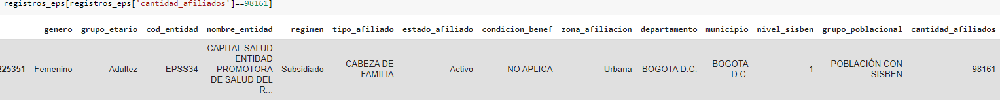 registros_eps[registros_eps['cantidad_afiliados']==98161]
genero grupo_etario cod_entidad nombre_entidad regimen tipo_afiliado estado_afiliado condicion_benef zona_afiliacion departamento municipio nivel_sisben grupo_poblacional cantidad_afiliados
225351 Femenino Adultez EPSS34
CAPITAL SALUD
ENTIDAD
PROMOTORA
DE SALUD DEL
R...
Subsidiado
CABEZA DE
FAMILIA
Activo NO APLICA Urbana BOGOTA D.C.
BOGOTA
D.C.
1
POBLACIÓN CON
SISBEN
98161